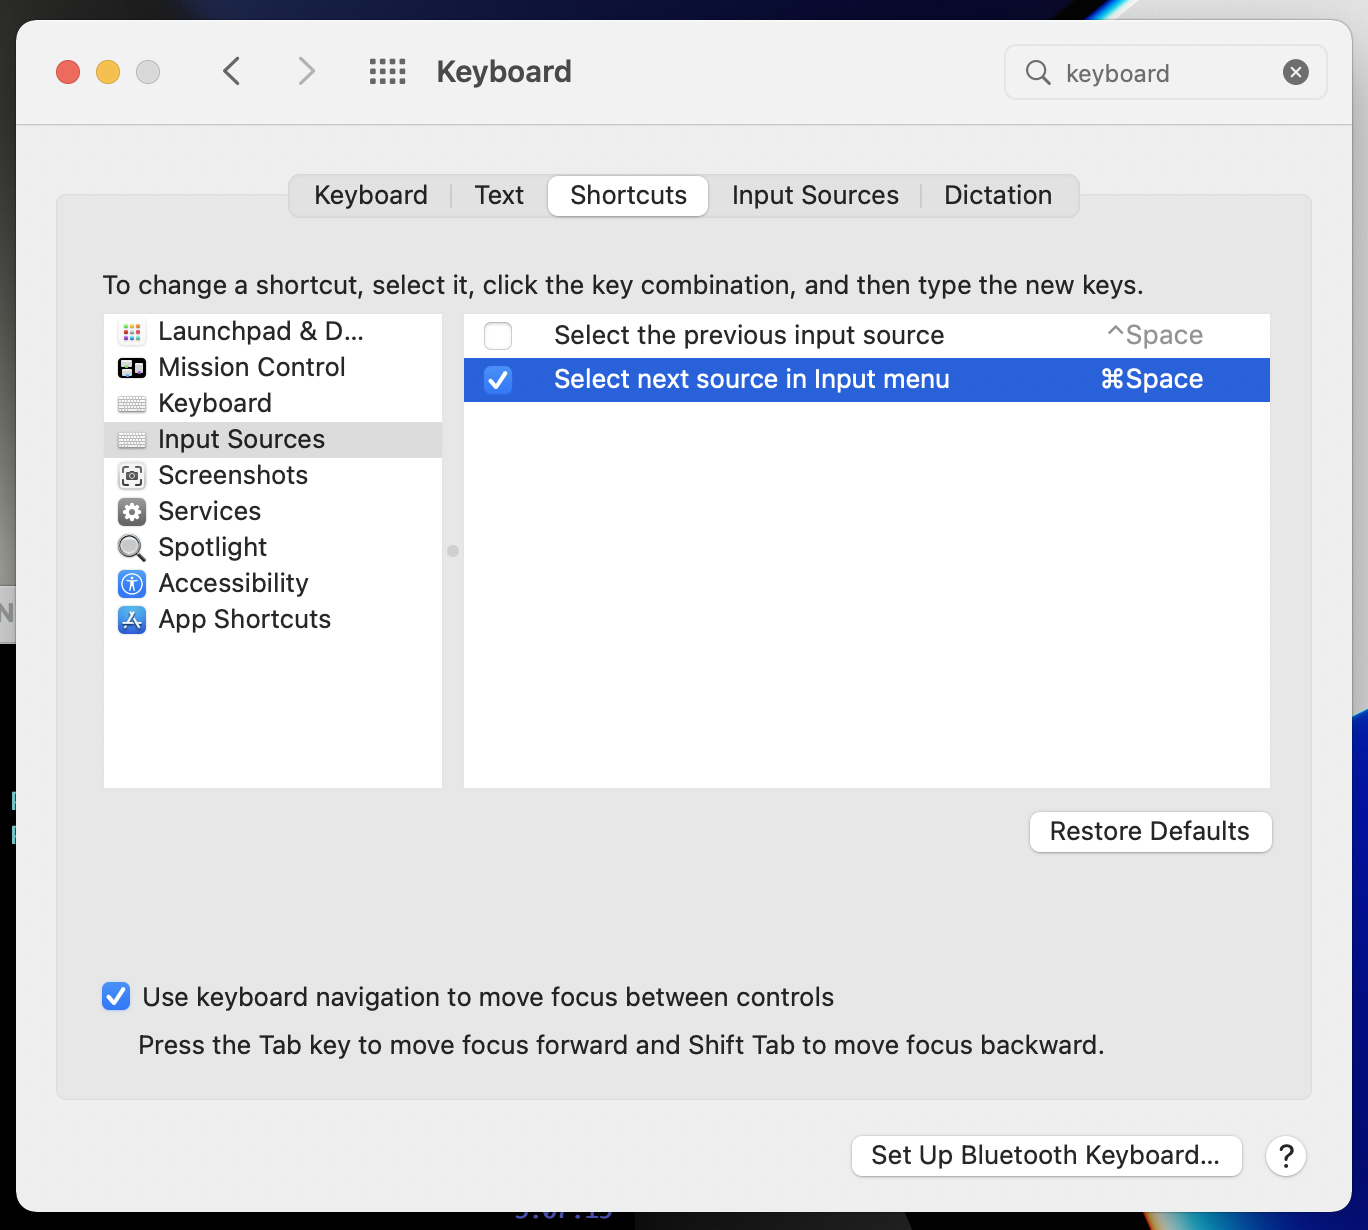 Keyboard
keyboard
Keyboard
Text
Shortcuts
Input Sources
Dictation
To change a shortcut, select it, click the key combination, and then type the new keys.
Launchpad & D...
Mission Control
Keyboard
Input Sources
Screenshots
Services
Spotlight
Accessibility
App Shortcuts
Select the previous input source ^Space
Select next source in Input menu ⌘Space
Restore Defaults
Use keyboard navigation to move focus between controls
Press the Tab key to move focus forward and Shift Tab to move focus backward.
Set Up Bluetooth Keyboard...
?